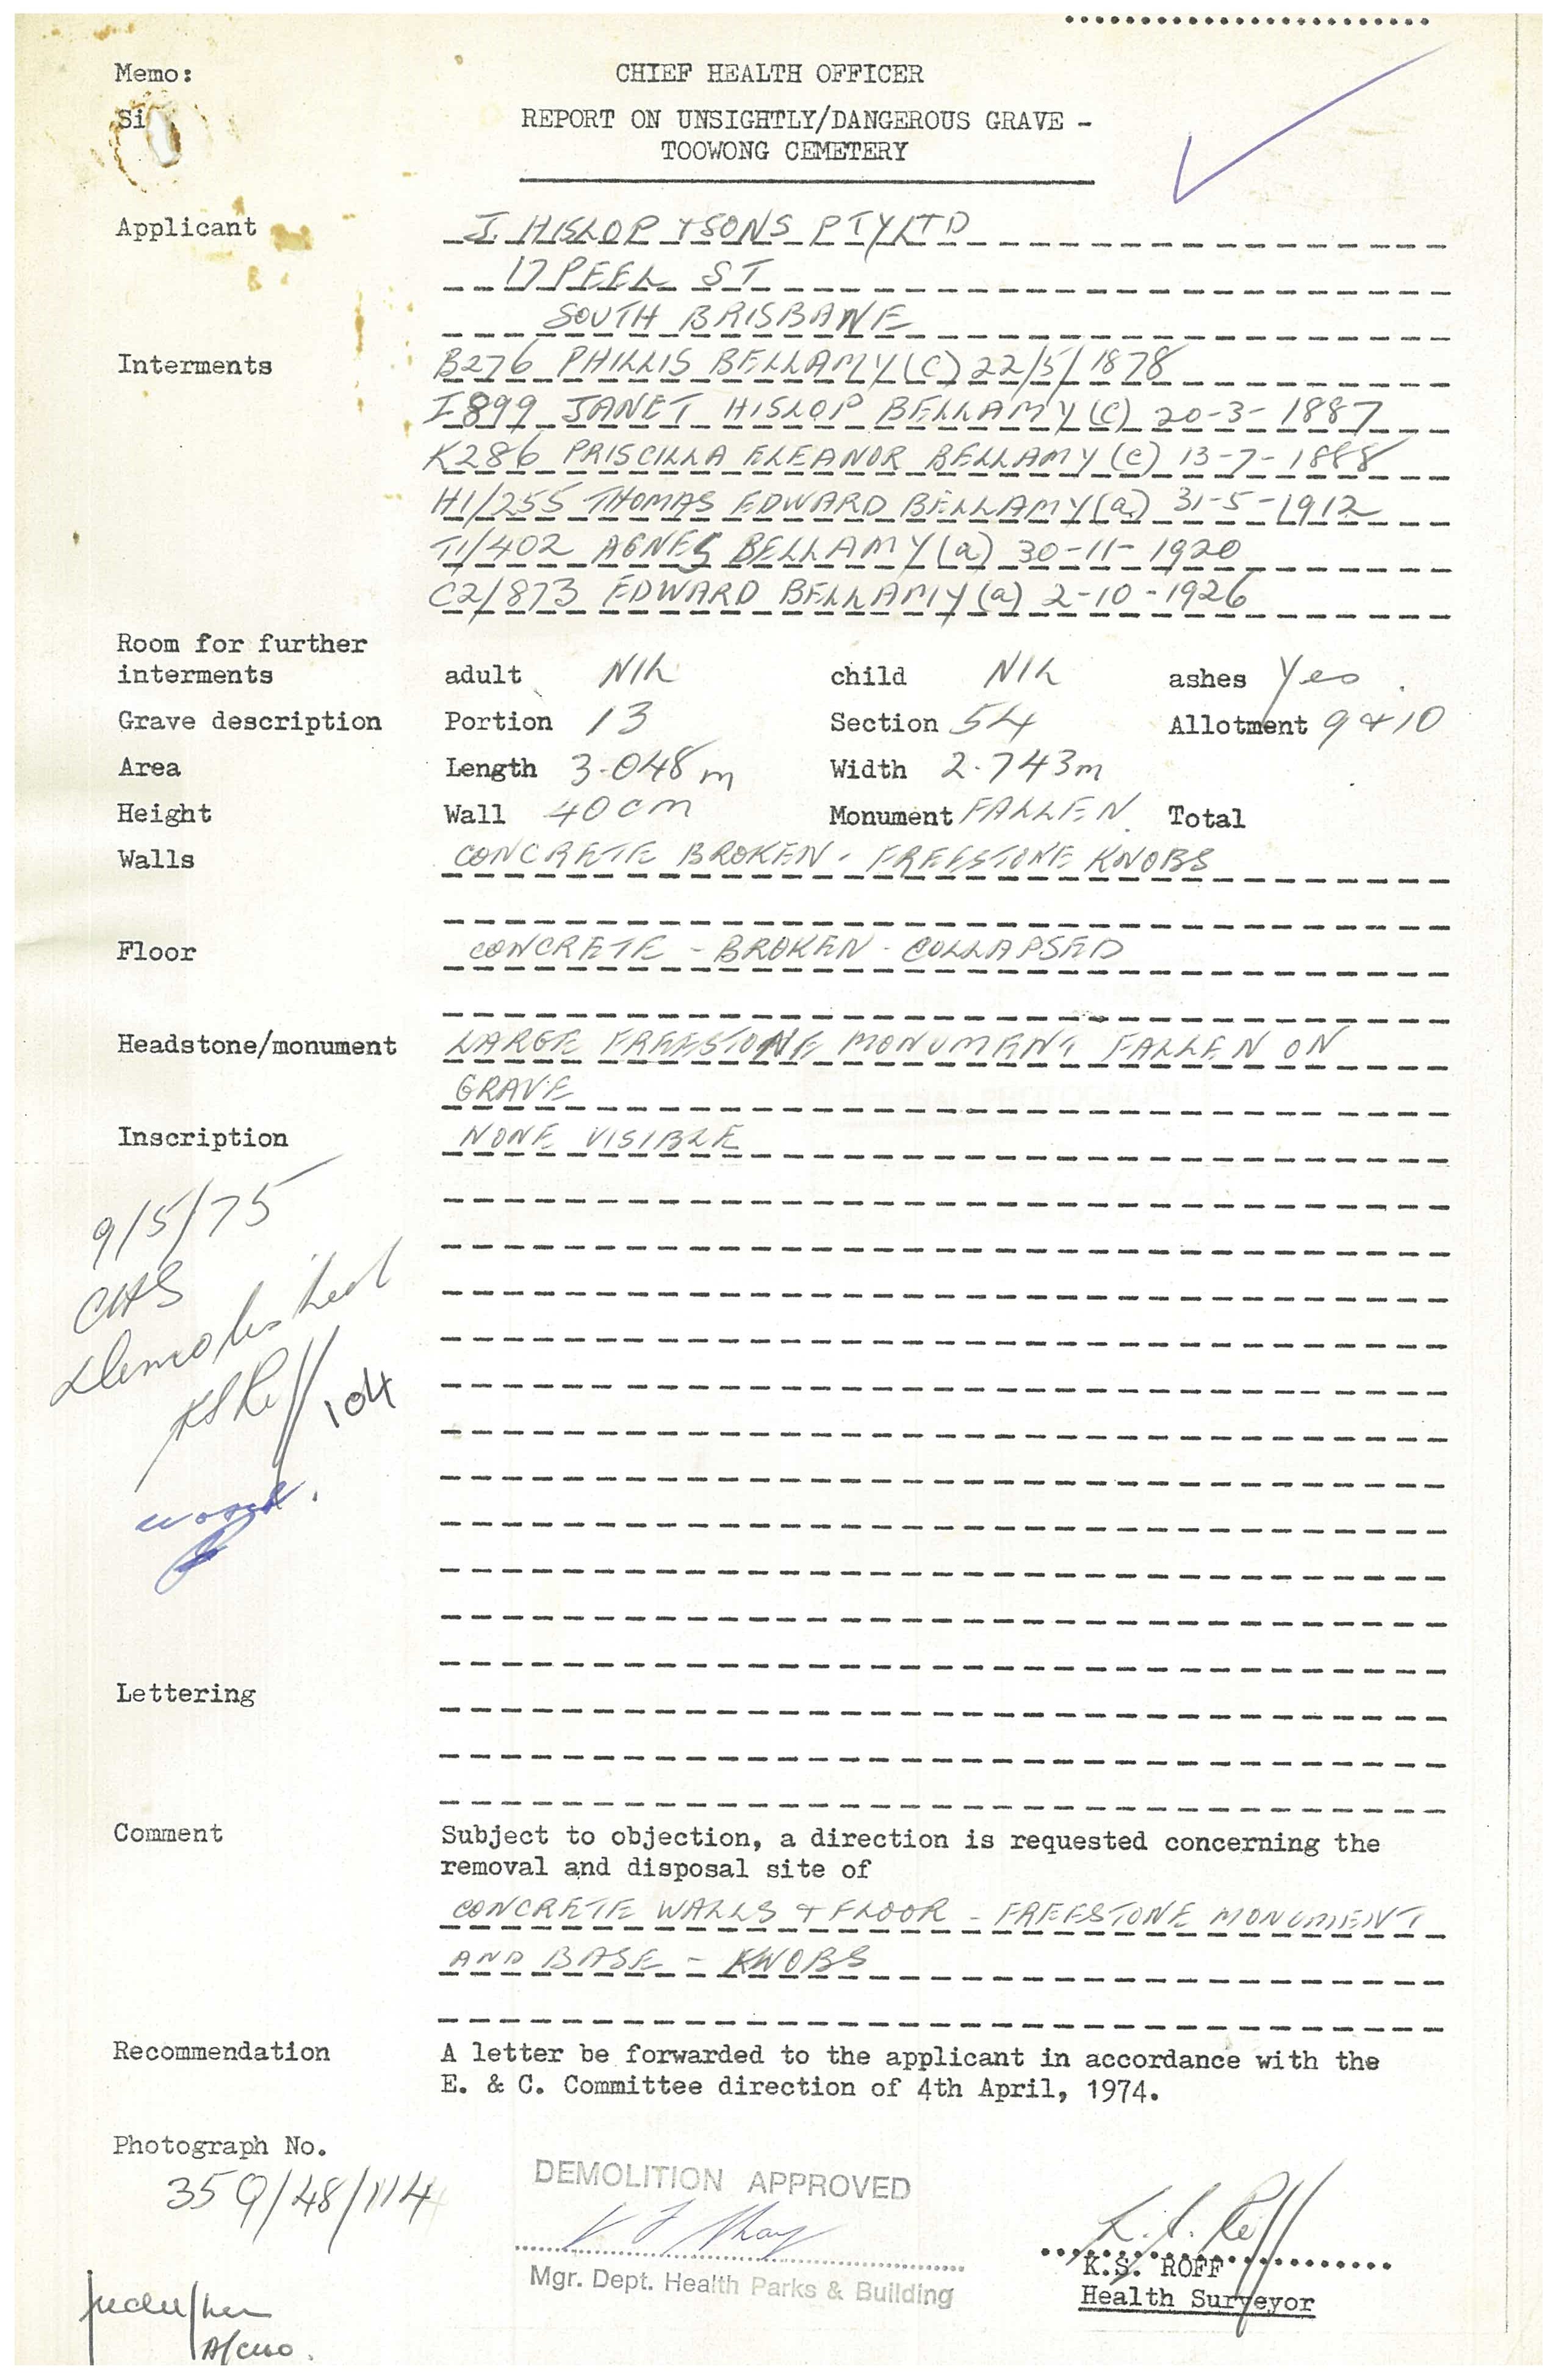 Memo:
CHIEF HEALTH OFFICER
Si
REPORT ON UNSIGHTLY/DANGEROUS GRAVE -
TOOWONG CEMETERY
Applicant J. HISLOP & SONS PTY LTD
17 PEEL ST
SOUTH BRISBANE
Interments B276 PHILLIS BELLAMY (C) 22/5/1878
I899 JANET HISLOP BELLAMY (C) 20-3-1887
K286 PRISCILLA ELEANOR BELLAMY (C) 13-7-1888
H1/255 THOMAS EDWARD BELLAMY (a) 31-5-1912
T1/402 AGNES BELLAMY (a) 30-11-1920
C2/873 EDWARD BELLAMY (a) 2-10-1926
Room for further
interments adult NIL child NIL ashes Yes
Grave description Portion 13 Section 54 Allotment 9 & 10
Area Length 3.048 m Width 2.743m
Height Wall 40 cm Monument FALLEN Total
Walls CONCRETE BROKEN - FREESTONE KNOBS
Floor CONCRETE - BROKEN - COLLAPSED
Headstone/monument LARGE FREESTONE MONUMENT FALLEN ON
GRAVE
Inscription NONE VISIBLE
9/5/75
CHS
Demolished
KSRoff
104
Lettering
Comment Subject to objection, a direction is requested concerning the
removal and disposal site of
CONCRETE WALLS & FLOOR - FREESTONE MONUMENT
AND BASE - KNOBS
Recommendation A letter be forwarded to the applicant in accordance with the
E. & C. Committee direction of 4th April, 1974.
Photograph No.
359/48/114
DEMOLITION APPROVED
Mgr. Dept. Health Parks & Building
K.S. Roff
K.S. ROFF
Health Surveyor